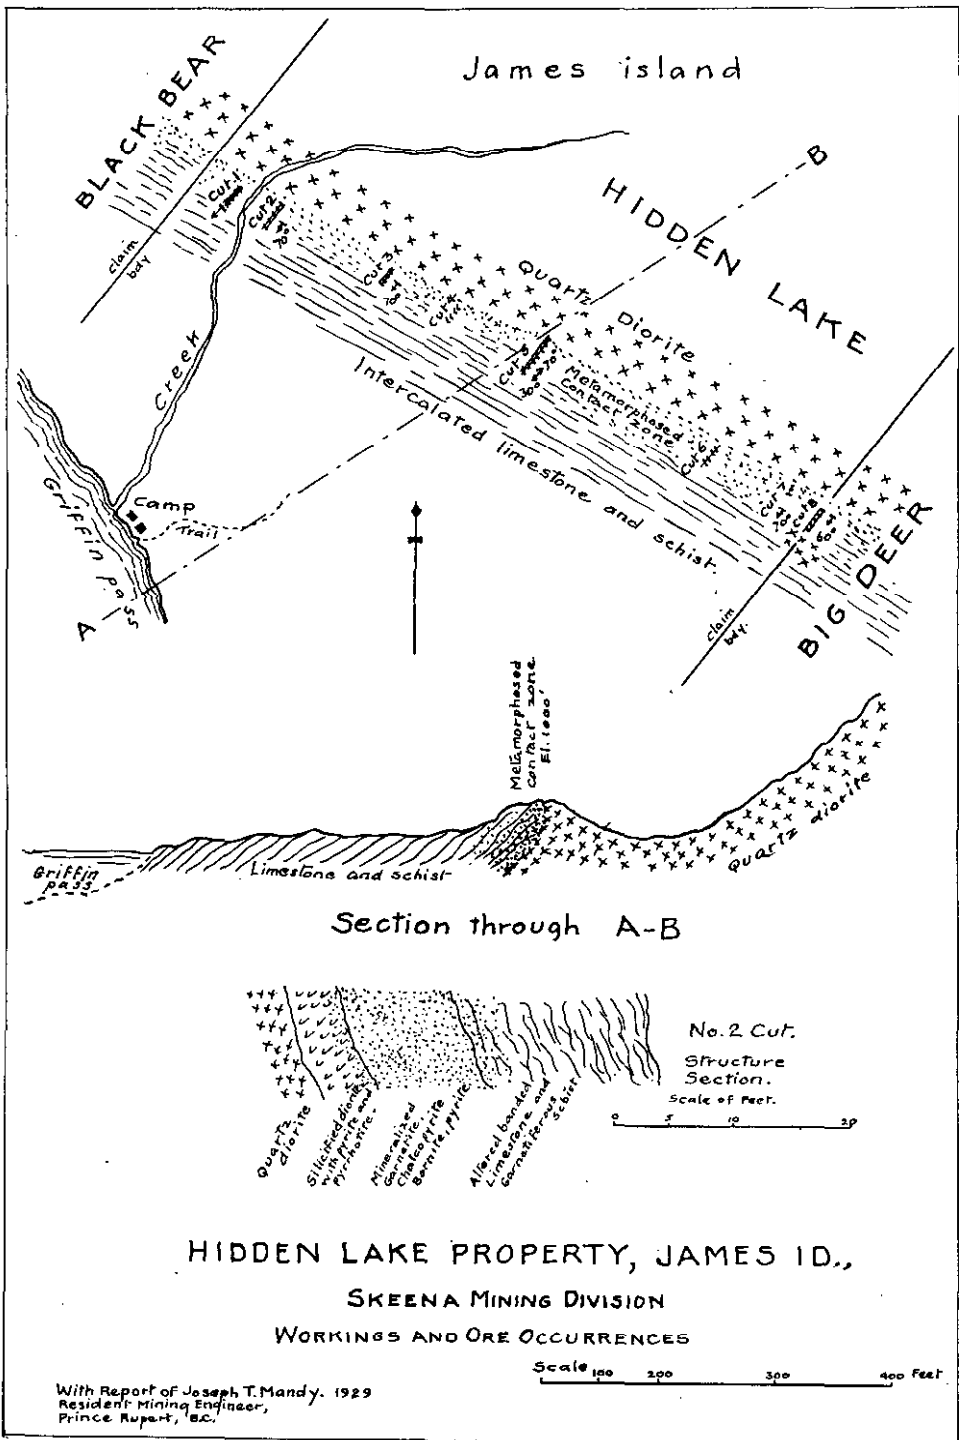 James island
BLACK BEAR
B
HIDDEN LAKE
Cut.1
Cut.2
70°
claim
bdy
Cut.3
70°
Quartz
Diorite
Creek
Cut.5
30°
70°
Metamorphosed
Contact zone
Intercalated limestone and schist.
Cut 6
Cut 7
Cut 8
60°
BIG DEER
Griffin pass
Camp
Trail
A
claim
bdy.
Metamorphosed
Contact zone
El. 1000'
Griffin
pass
Limestone and schist
Quartz diorite
Section through A-B
No. 2 Cut.
Structure
Section.
Scale of Feet.
0 5 10 20
Quartz
diorite
Silicified diorite
with pyrite and
pyrrhotite.
Mineralized
Garnetite.
Chalcopyrite
Bornite, pyrite.
Altered banded
Limestone and
Garnetiferous
schist
HIDDEN LAKE PROPERTY, JAMES ID.,
SKEENA MINING DIVISION
WORKINGS AND ORE OCCURRENCES
Scale 100 200 300 400 Feet
With Report of Joseph T. Mandy. 1929
Resident Mining Engineer,
Prince Rupert, B.C.